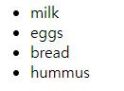 • milk
• eggs
• bread
• hummus